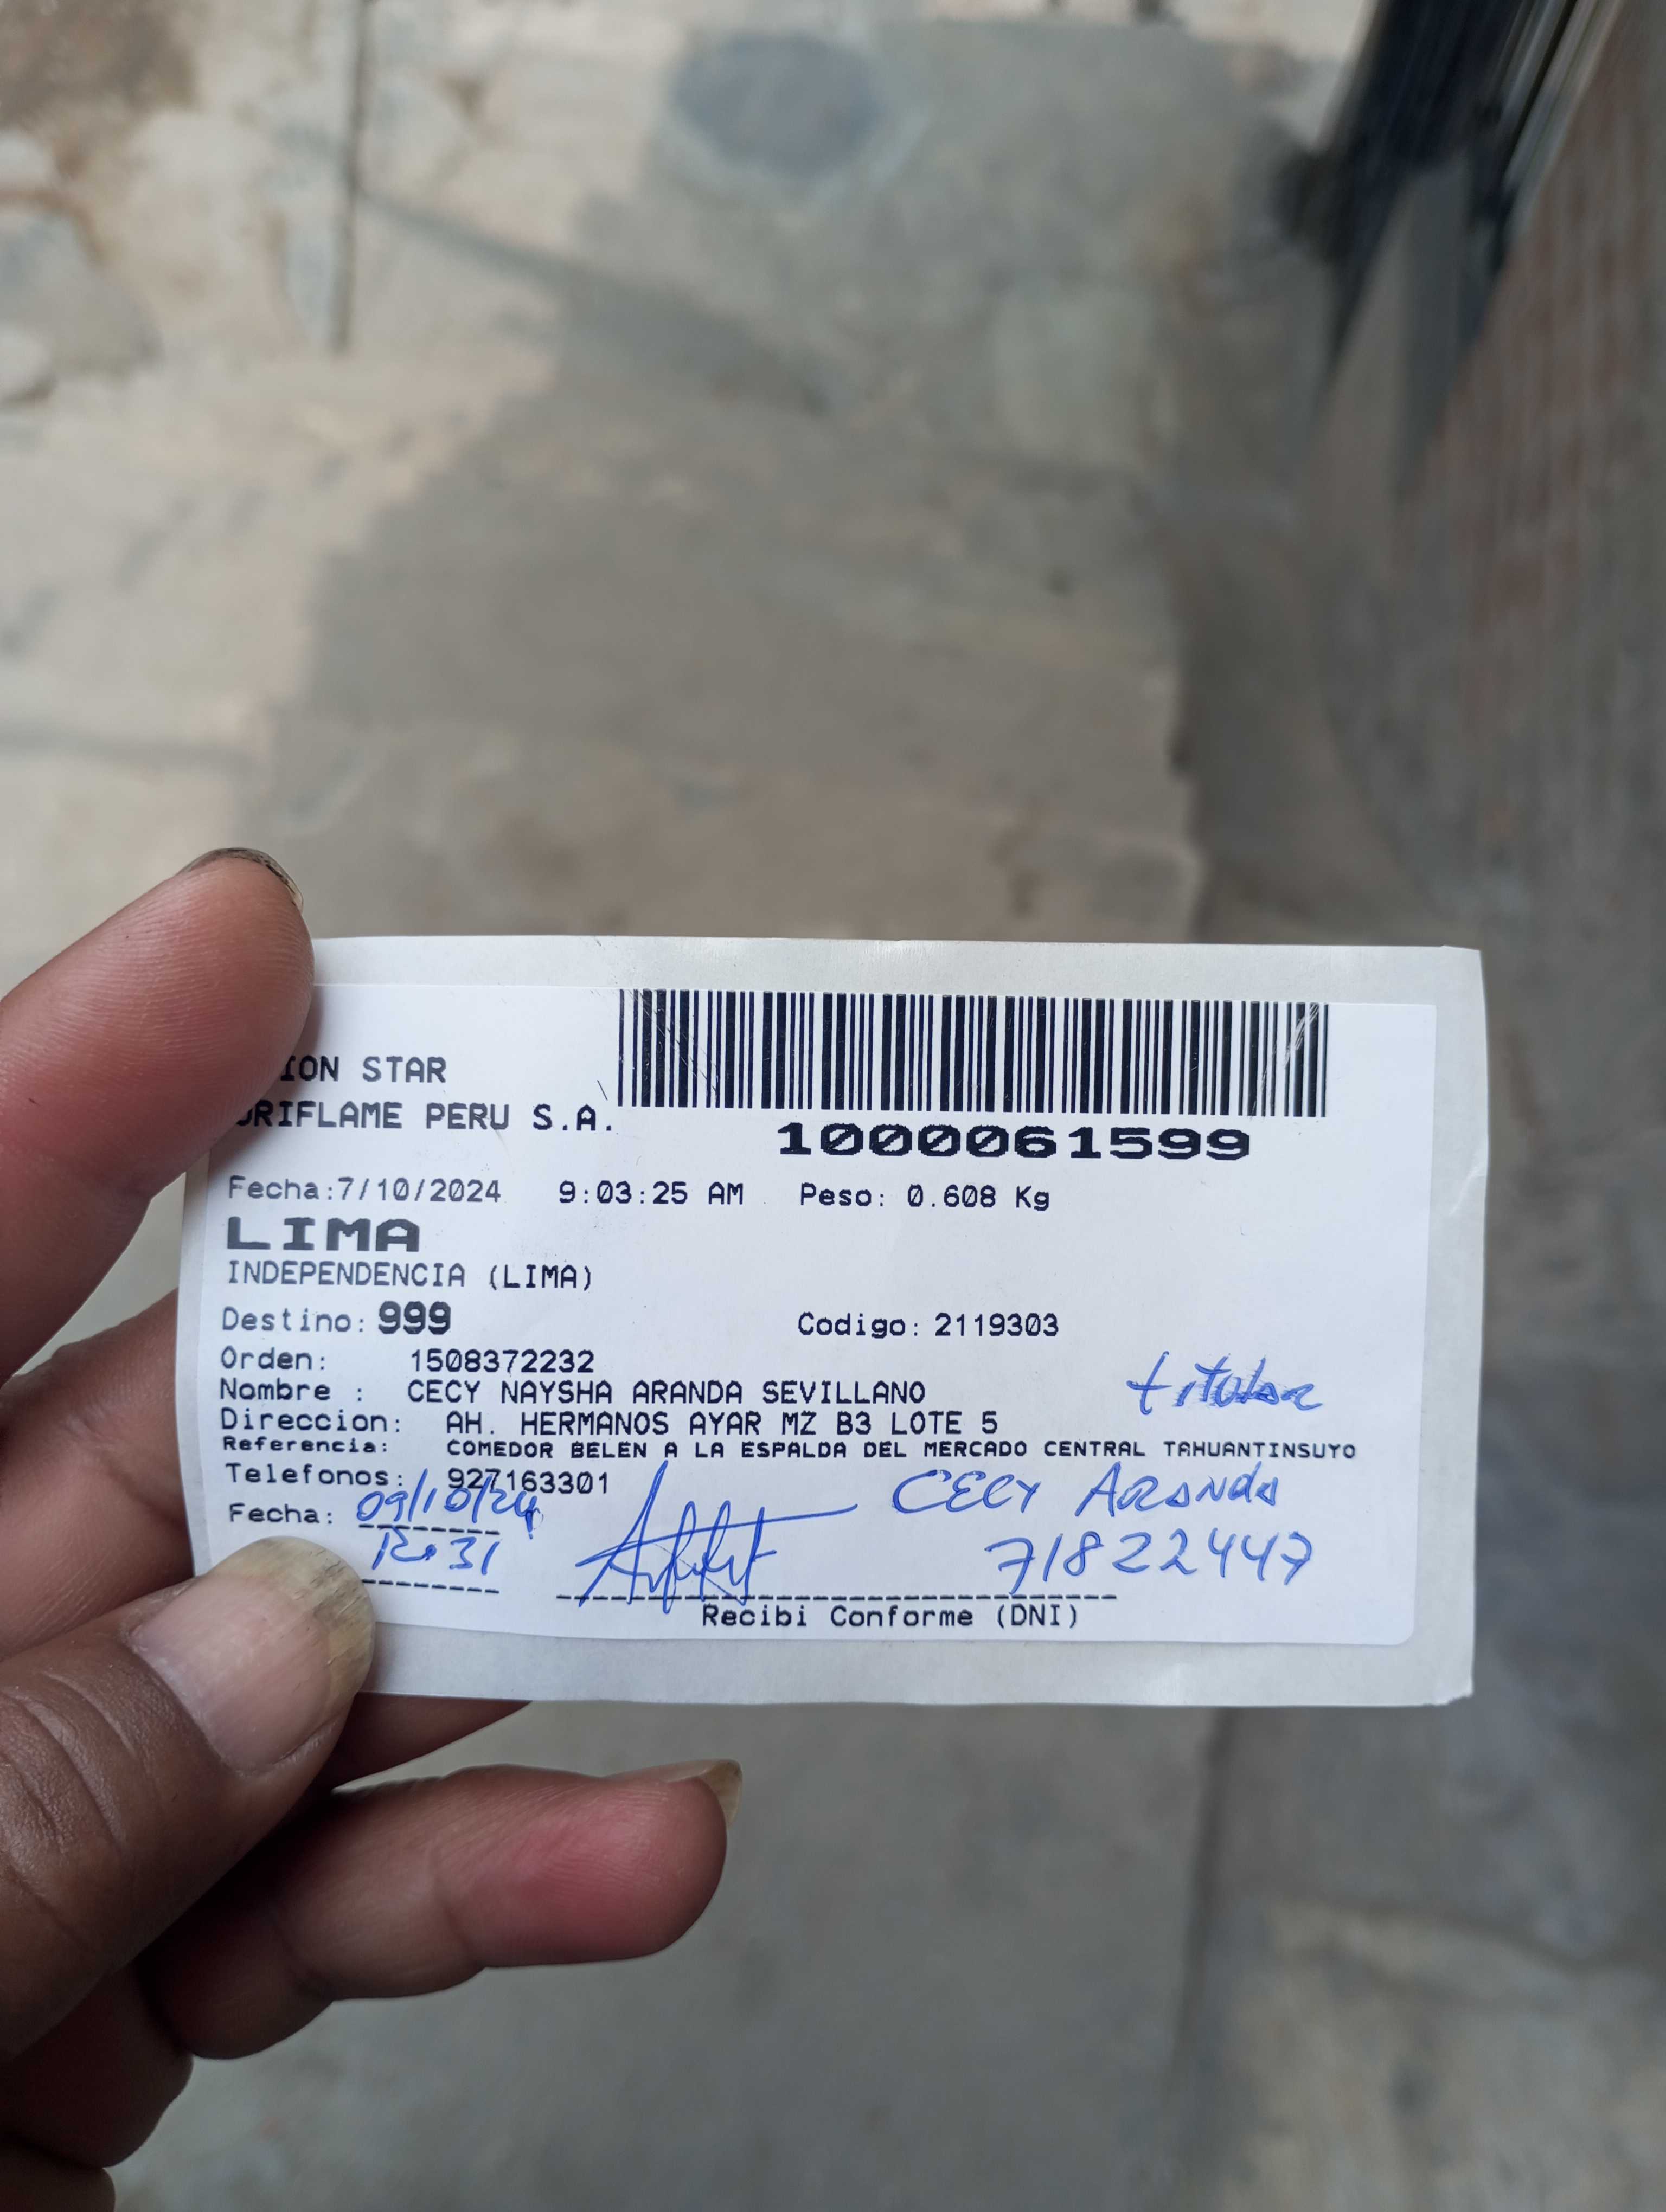 ION STAR
ORIFLAME PERU S.A.
1000061599
Fecha:7/10/2024 9:03:25 AM Peso: 0.608 Kg
LIMA
INDEPENDENCIA (LIMA)
Destino: 999 Codigo: 2119303
Orden: 1508372232
titular
Nombre : CECY NAYSHA ARANDA SEVILLANO
Direccion: AH. HERMANOS AYAR MZ B3 LOTE 5
Referencia: COMEDOR BELEN A LA ESPALDA DEL MERCADO CENTRAL TAHUANTINSUYO
Telefonos: 927163301
CECY ARANDA
Fecha: 09/10/24
12:31
71822447
Recibi Conforme (DNI)